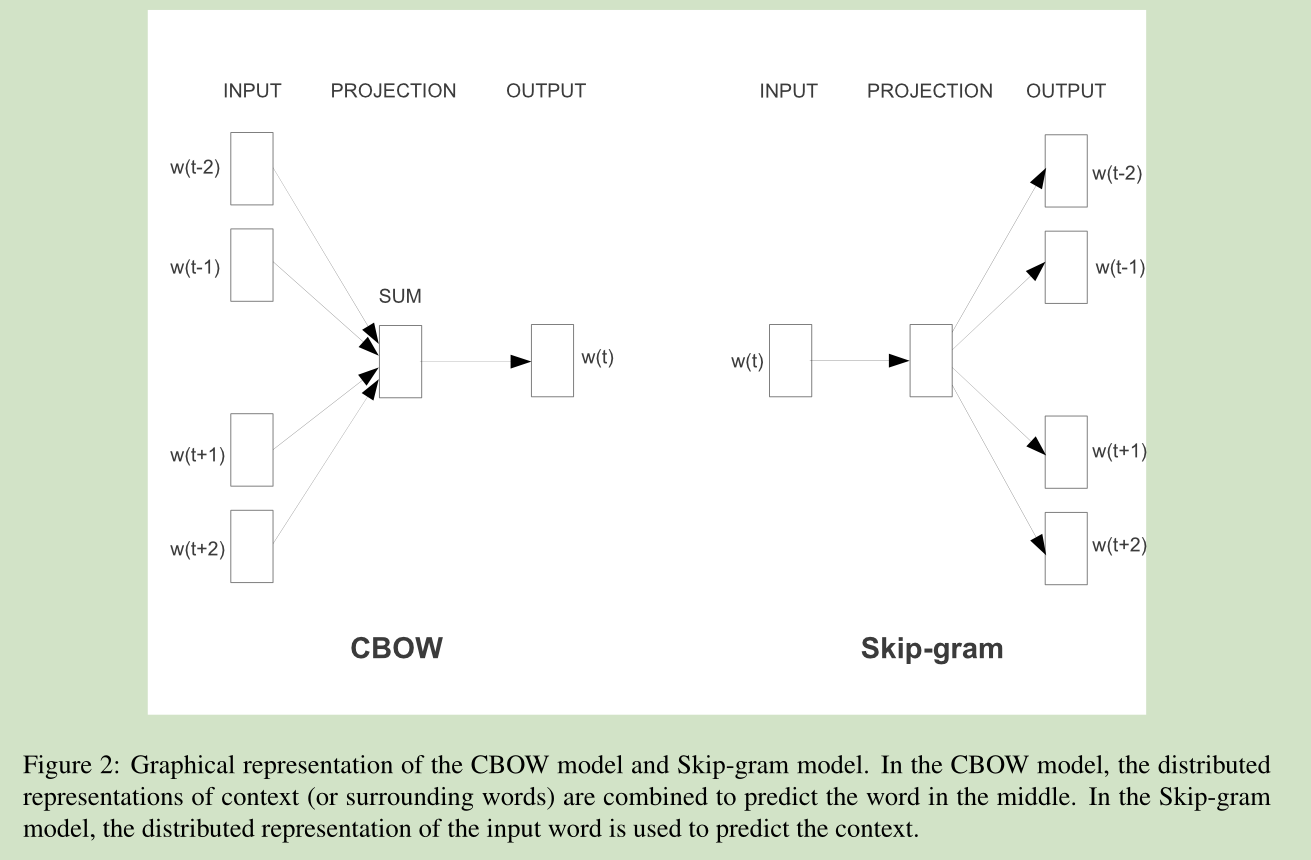 INPUT PROJECTION OUTPUT
w(t-2)
w(t-1)
SUM
w(t)
w(t+1)
w(t+2)
CBOW
INPUT PROJECTION OUTPUT
w(t-2)
w(t-1)
w(t)
w(t+1)
w(t+2)
Skip-gram
Figure 2: Graphical representation of the CBOW model and Skip-gram model. In the CBOW model, the distributed
representations of context (or surrounding words) are combined to predict the word in the middle. In the Skip-gram
model, the distributed representation of the input word is used to predict the context.